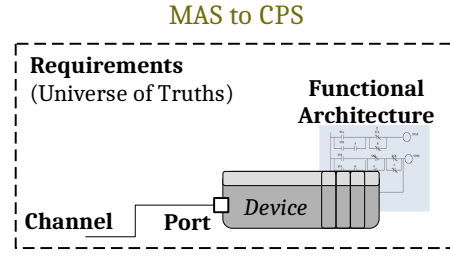 MAS to CPS
Requirements
(Universe of Truths)
Functional
Architecture
Device
Channel
Port